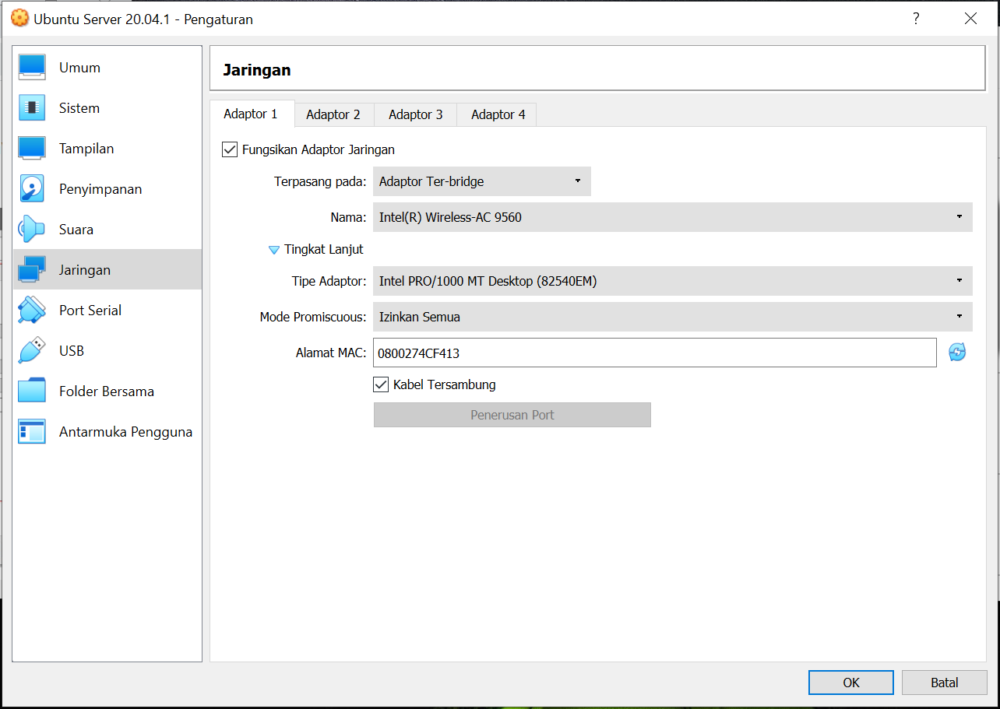 Ubuntu Server 20.04.1 - Pengaturan
?
Umum
Sistem
Tampilan
Penyimpanan
Suara
Jaringan
Port Serial
USB
Folder Bersama
Antarmuka Pengguna
Jaringan
Adaptor 1 Adaptor 2 Adaptor 3 Adaptor 4
Fungsikan Adaptor Jaringan
Terpasang pada: Adaptor Ter-bridge
Nama: Intel(R) Wireless-AC 9560
Tingkat Lanjut
Tipe Adaptor: Intel PRO/1000 MT Desktop (82540EM)
Mode Promiscuous: Izinkan Semua
Alamat MAC: 0800274CF413
Kabel Tersambung
Penerusan Port
OK Batal